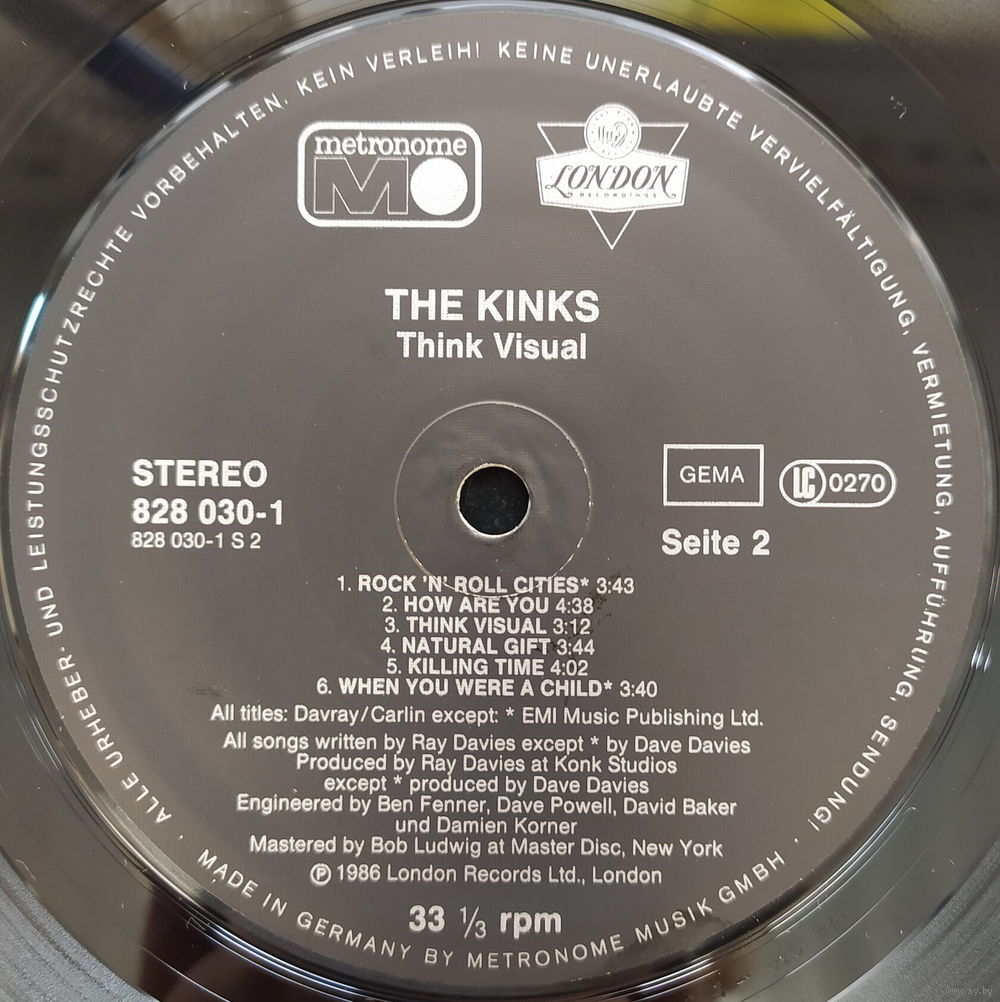 ALLE URHEBER- UND LEISTUNGSSCHUTZRECHTE VORBEHALTEN. KEIN VERLEIH! KEINE UNERLAUBTE VERVIELFÄLTIGUNG, VERMIETUNG, AUFFÜHRUNG, SENDUNG!
metronome
LONDON
RECORDINGS
THE KINKS
Think Visual
STEREO
828 030-1
828 030-1 S 2
GEMA
LC 0270
Seite 2
1. ROCK 'N' ROLL CITIES* 3:43
2. HOW ARE YOU 4:38
3. THINK VISUAL 3:12
4. NATURAL GIFT 3:44
5. KILLING TIME 4:02
6. WHEN YOU WERE A CHILD* 3:40
All titles: Davray/Carlin except: * EMI Music Publishing Ltd.
All songs written by Ray Davies except * by Dave Davies
Produced by Ray Davies at Konk Studios
except * produced by Dave Davies
Engineered by Ben Fenner, Dave Powell, David Baker
und Damien Korner
Mastered by Bob Ludwig at Master Disc, New York
℗ 1986 London Records Ltd., London
33 ⅓ rpm
· MADE IN GERMANY BY METRONOME MUSIK GMBH ·
www.ay.by